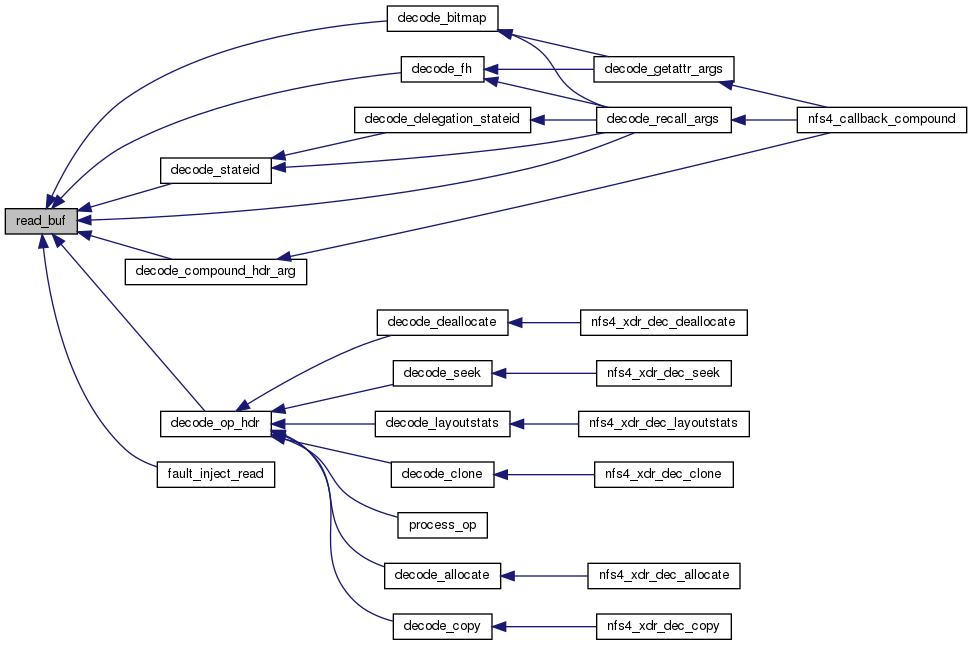 decode_bitmap
decode_fh
decode_getattr_args
decode_delegation_stateid
decode_recall_args
nfs4_callback_compound
decode_stateid
read_buf
decode_compound_hdr_arg
decode_deallocate
nfs4_xdr_dec_deallocate
decode_seek
nfs4_xdr_dec_seek
decode_op_hdr
decode_layoutstats
nfs4_xdr_dec_layoutstats
fault_inject_read
decode_clone
nfs4_xdr_dec_clone
process_op
decode_allocate
nfs4_xdr_dec_allocate
decode_copy
nfs4_xdr_dec_copy